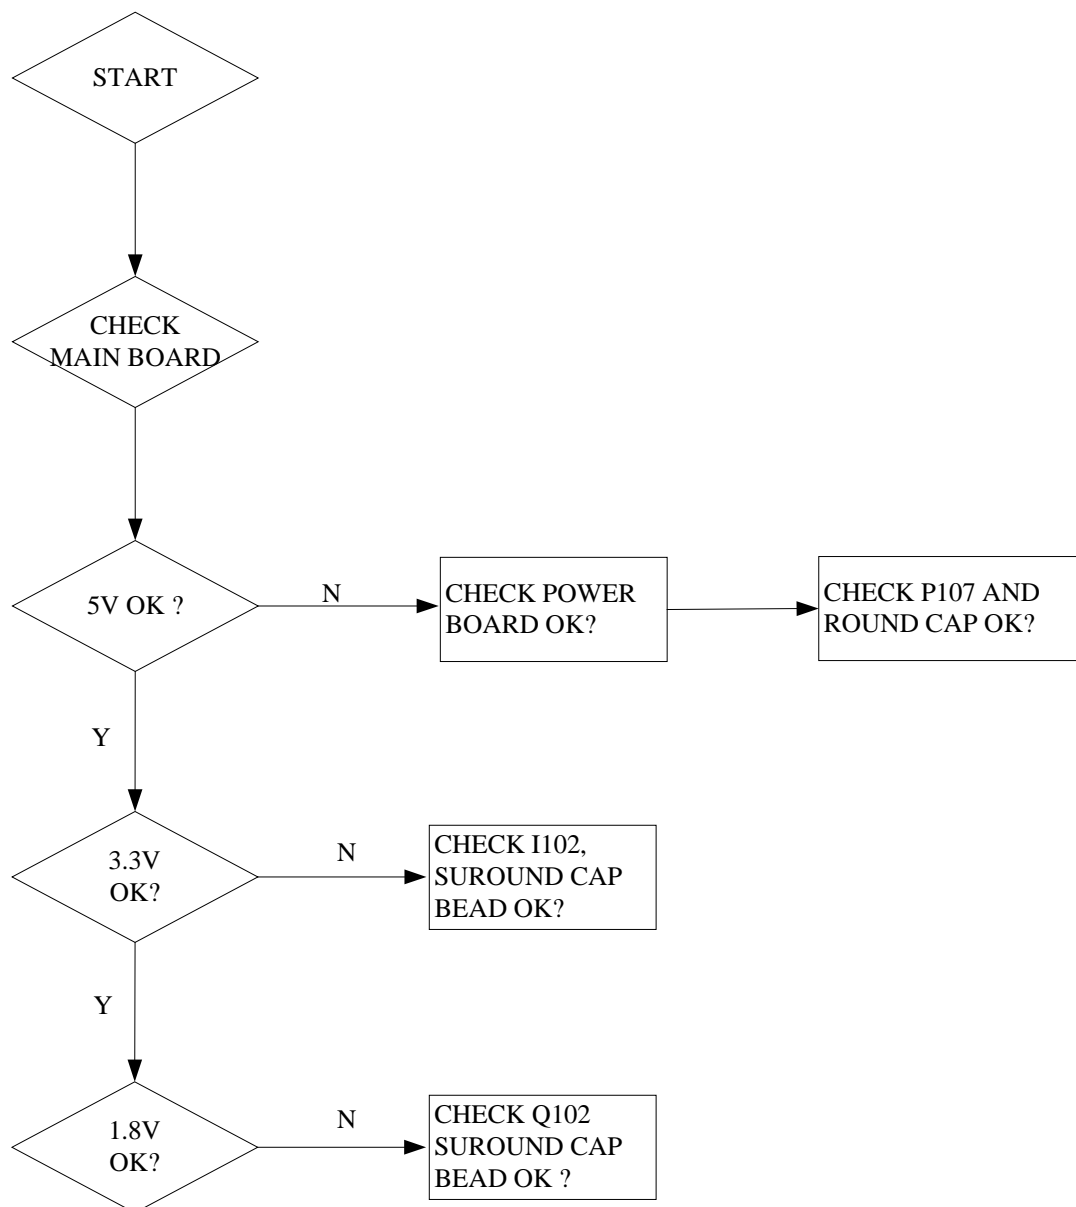 START
CHECK
MAIN BOARD
5V OK ?
N
CHECK POWER
BOARD OK?
CHECK P107 AND
ROUND CAP OK?
Y
3.3V
OK?
N
CHECK I102,
SUROUND CAP
BEAD OK?
Y
1.8V
OK?
N
CHECK Q102
SUROUND CAP
BEAD OK ?